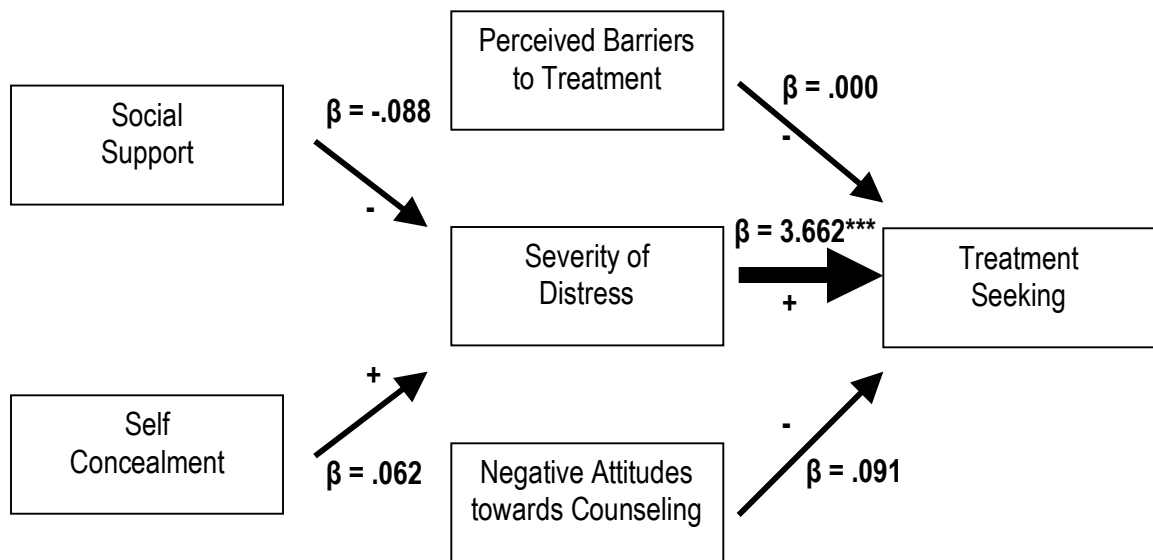 Perceived Barriers
to Treatment
Social
Support
β = -.088
-
β = .000
-
Severity of
Distress
β = 3.662***
+
Treatment
Seeking
Self
Concealment
+
β = .062
Negative Attitudes
towards Counseling
-
β = .091